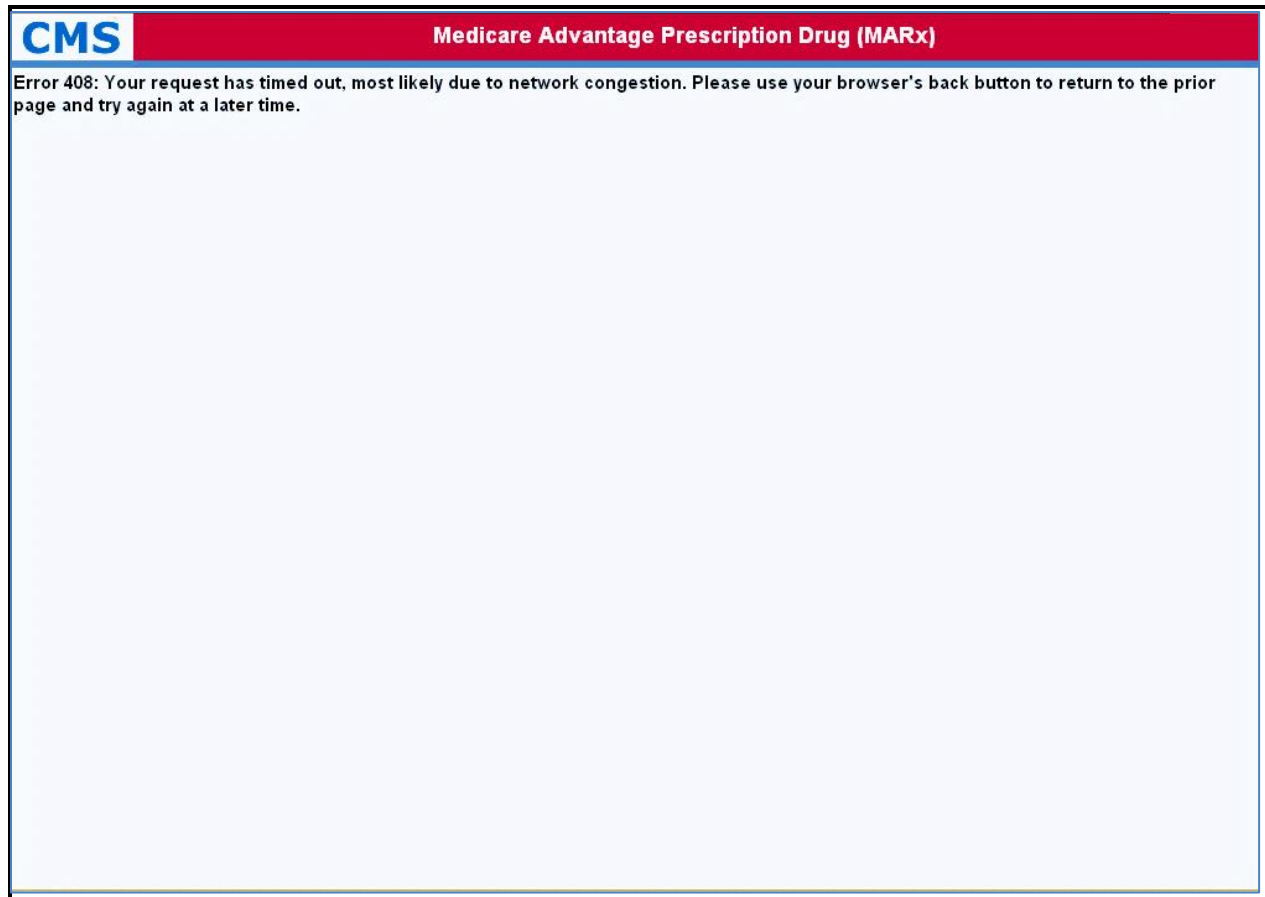 CMS
Medicare Advantage Prescription Drug (MARx)
Error 408: Your request has timed out, most likely due to network congestion. Please use your browser's back button to return to the prior
page and try again at a later time.